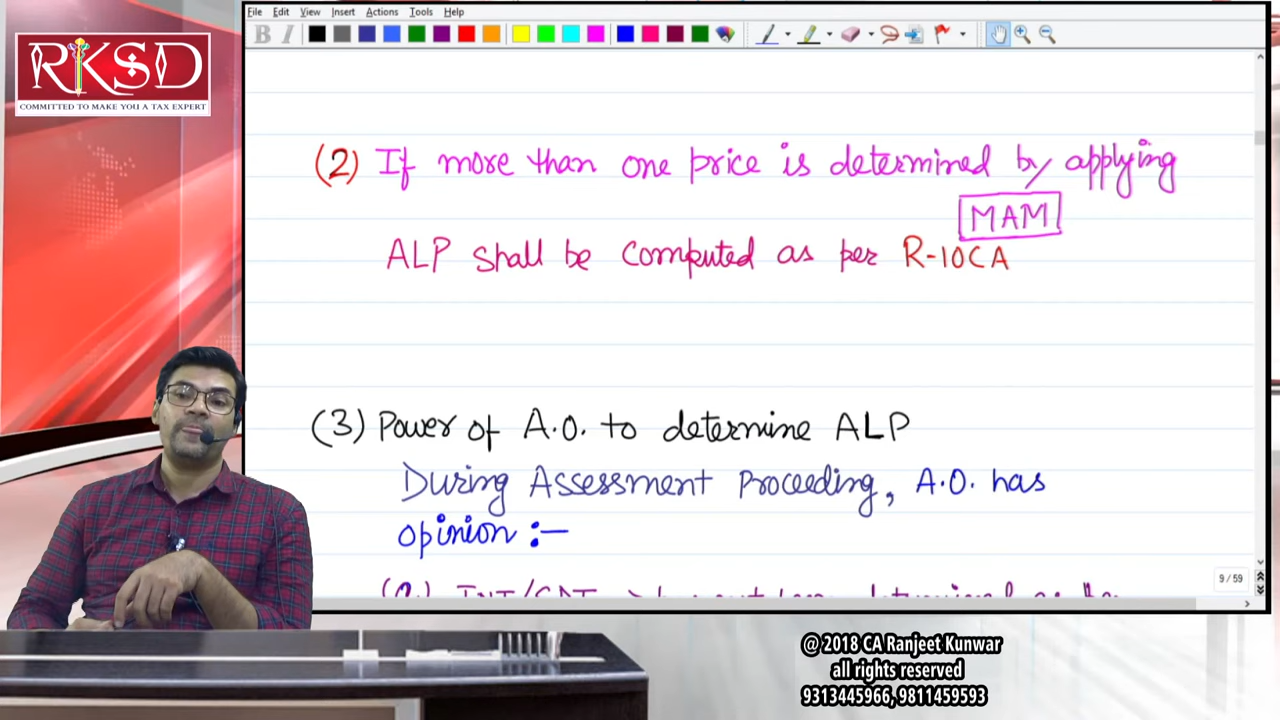 File Edit View Insert Actions Tools Help
B I
RKSD
COMMITTED TO MAKE YOU A TAX EXPERT
(2) If more than one price is determined by applying
MAM
ALP shall be computed as per R-10CA
(3) Power of A.O. to determine ALP
During Assessment Proceeding, A.O. has
opinion :-
9 / 59
@ 2018 CA Ranjeet Kunwar
all rights reserved
9313445966, 9811459593